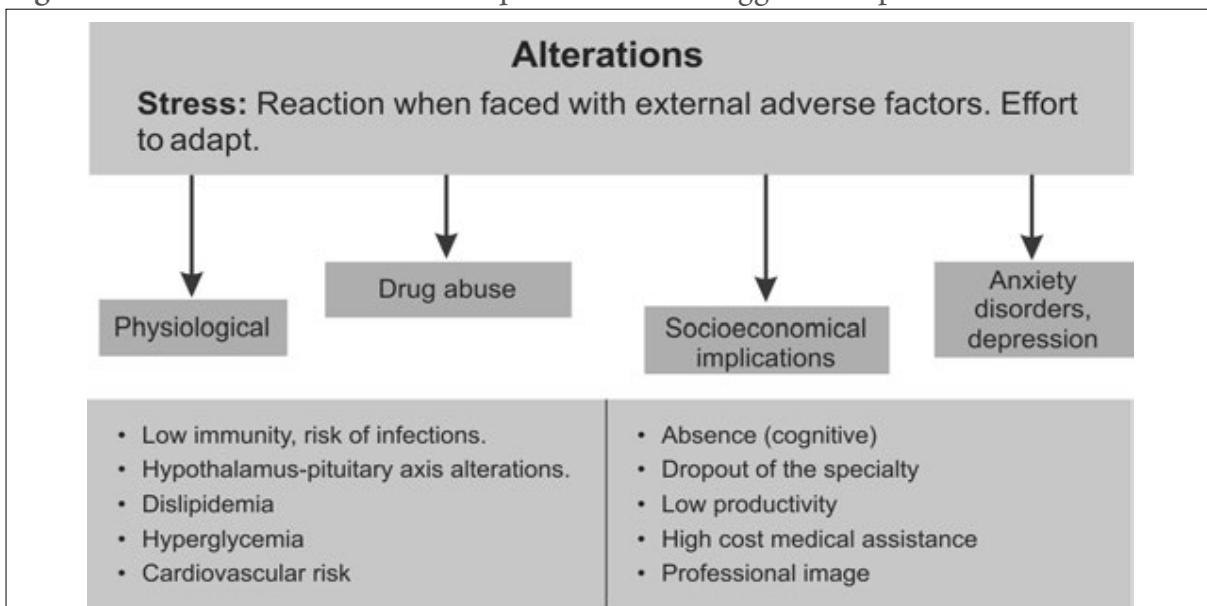 Alterations
Stress: Reaction when faced with external adverse factors. Effort
to adapt.
Physiological
Drug abuse
Socioeconomical
implications
Anxiety
disorders,
depression
• Low immunity, risk of infections.
• Hypothalamus-pituitary axis alterations.
• Dislipidemia
• Hyperglycemia
• Cardiovascular risk
• Absence (cognitive)
• Dropout of the specialty
• Low productivity
• High cost medical assistance
• Professional image